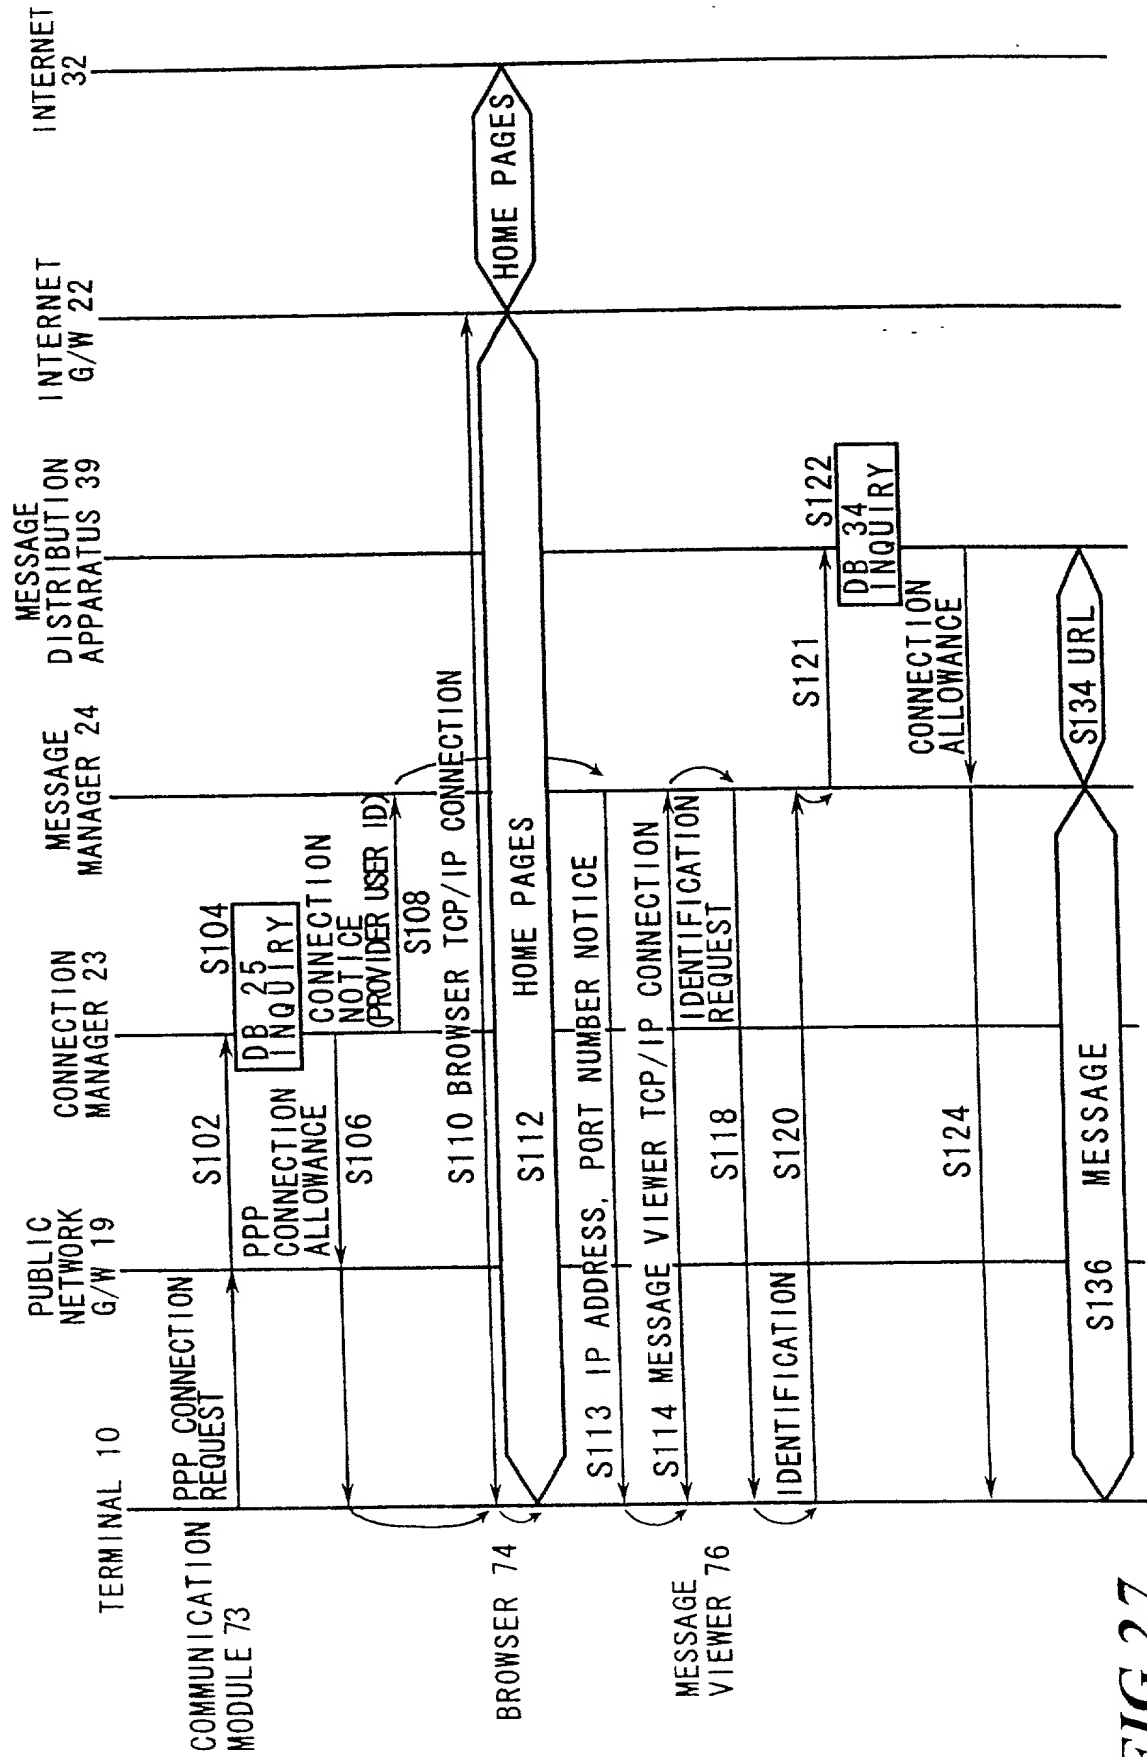 TERMINAL 10
PUBLIC
NETWORK
G/W 19
CONNECTION
MANAGER 23
MESSAGE
MANAGER 24
MESSAGE
DISTRIBUTION
APPARATUS 39
INTERNET
G/W 22
INTERNET
32
COMMUNICATION
MODULE 73
PPP CONNECTION
REQUEST
S102
S104
DB 25
INQUIRY
PPP
CONNECTION
ALLOWANCE
S106
CONNECTION
NOTICE
(PROVIDER USER ID)
S108
BROWSER 74
S110 BROWSER TCP/IP CONNECTION
S112
HOME PAGES
HOME PAGES
S113 IP ADDRESS, PORT NUMBER NOTICE
MESSAGE
VIEWER 76
S114 MESSAGE VIEWER TCP/IP CONNECTION
IDENTIFICATION
REQUEST
S118
IDENTIFICATION
S120
S121
S122
DB 34
INQUIRY
CONNECTION
ALLOWANCE
S124
S134 URL
S136
MESSAGE
FIG.27